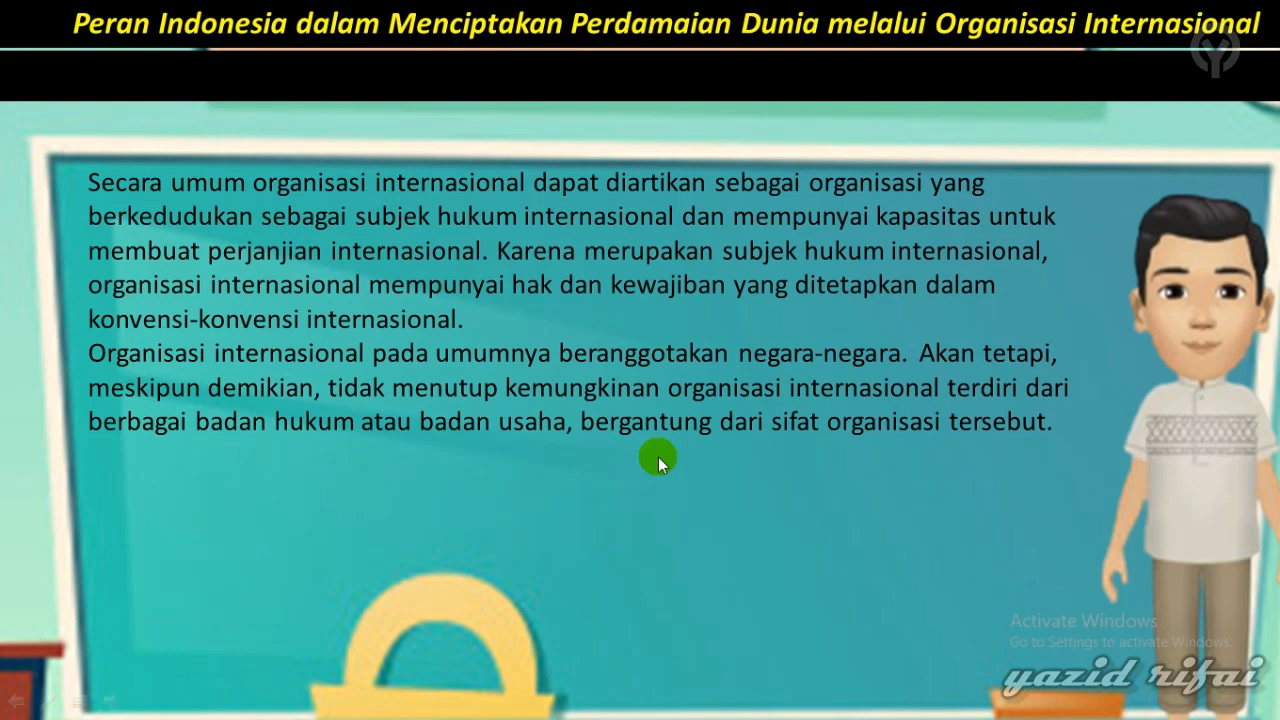 Peran Indonesia dalam Menciptakan Perdamaian Dunia melalui Organisasi Internasional
Secara umum organisasi internasional dapat diartikan sebagai organisasi yang
berkedudukan sebagai subjek hukum internasional dan mempunyai kapasitas untuk
membuat perjanjian internasional. Karena merupakan subjek hukum internasional,
organisasi internasional mempunyai hak dan kewajiban yang ditetapkan dalam
konvensi-konvensi internasional.
Organisasi internasional pada umumnya beranggotakan negara-negara. Akan tetapi,
meskipun demikian, tidak menutup kemungkinan organisasi internasional terdiri dari
berbagai badan hukum atau badan usaha, bergantung dari sifat organisasi tersebut.
Activate Windows
Go to Settings to activate Windows.
yazid rifai